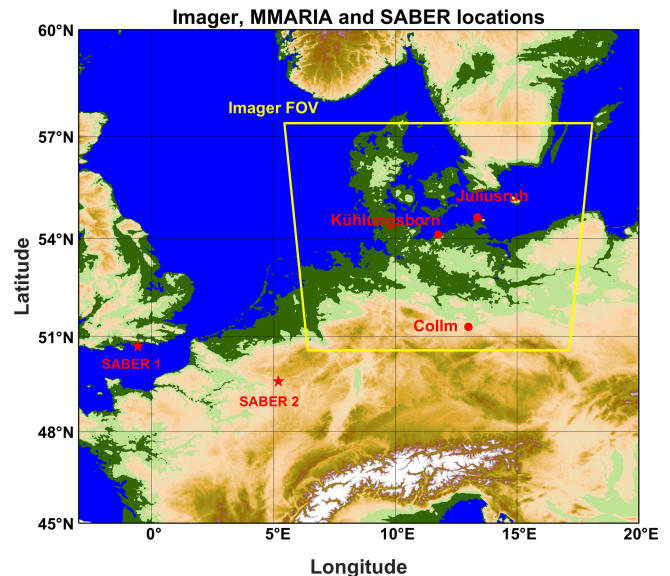 Imager, MMARIA and SABER locations
60°N
Imager FOV
57°N
Juliusruh
Kühlungsborn
54°N
Latitude
Collm
51°N
SABER 1
SABER 2
48°N
45°N
0°
5°E
10°E
15°E
20°E
Longitude